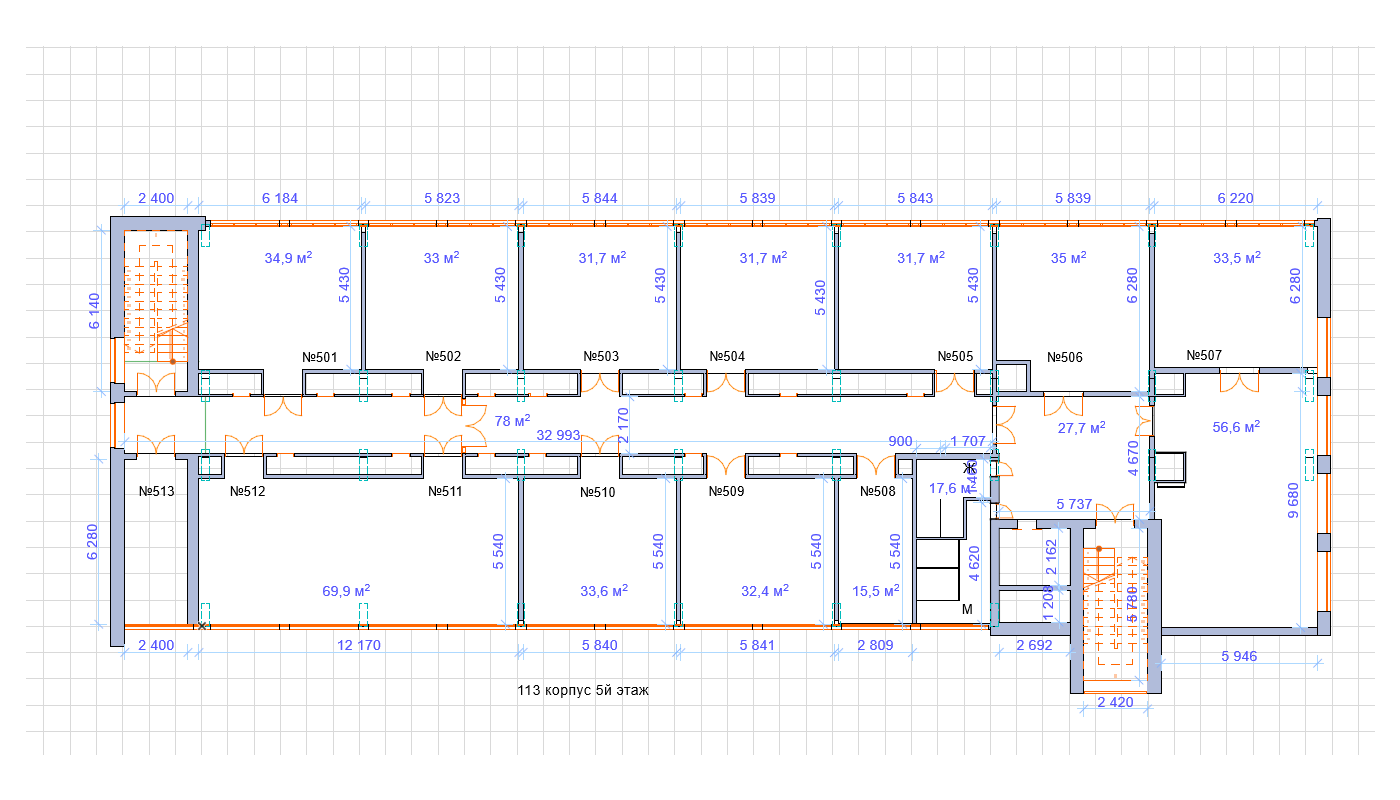 2 400 6 184 5 823 5 844 5 839 5 843 5 839 6 220
34,9 м² 33 м² 31,7 м² 31,7 м² 31,7 м² 35 м² 33,5 м²
6 140 5 430 5 430 5 430 5 430 5 430 6 280 6 280
№501 №502 №503 №504 №505 №506 №507
78 м² 32 993 2 170 900 1 707 27,7 м² 56,6 м²
4 670
№513 №512 №511 №510 №509 №508 17,6 м² Ж 1 460
5 737 9 680
6 280 5 540 5 540 5 540 5 540 4 620 2 162
69,9 м² 33,6 м² 32,4 м² 15,5 м² М 1 208 5 780
2 400 12 170 5 840 5 841 2 809 2 692 5 946
113 корпус 5й этаж
2 420